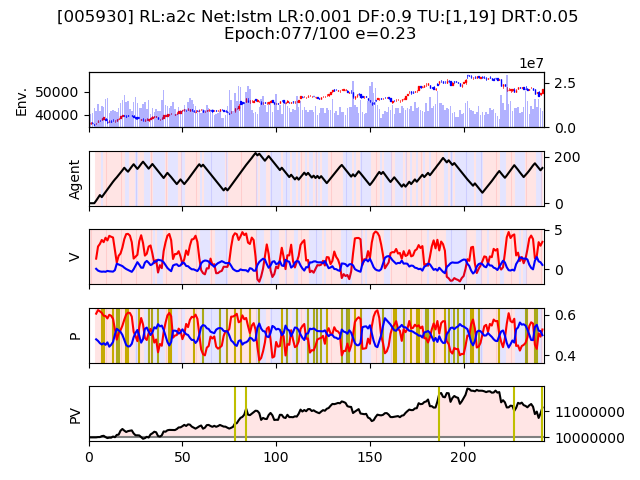 [005930] RL:a2c Net:lstm LR:0.001 DF:0.9 TU:[1,19] DRT:0.05
Epoch:077/100 e=0.23
1e7
Env.
50000
40000
2.5
0.0
Agent
200
0
V
5
0
P
0.6
0.4
PV
11000000
10000000
0 50 100 150 200